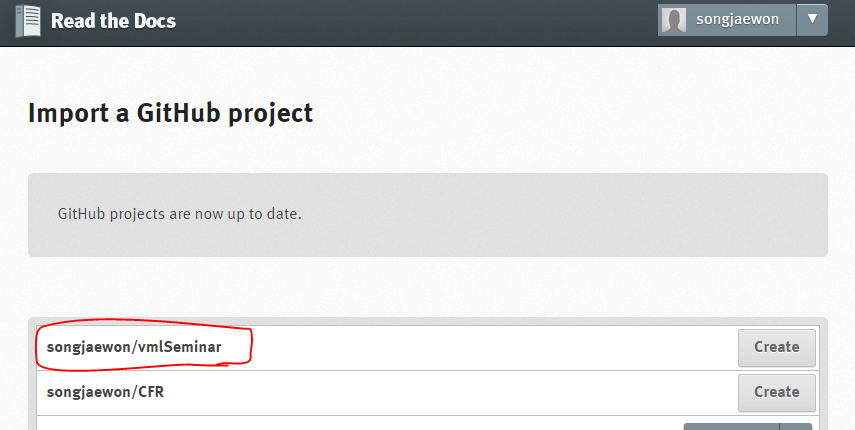 Read the Docs
songjaewon ▼
Import a GitHub project
GitHub projects are now up to date.
songjaewon/vmlSeminar Create
songjaewon/CFR Create